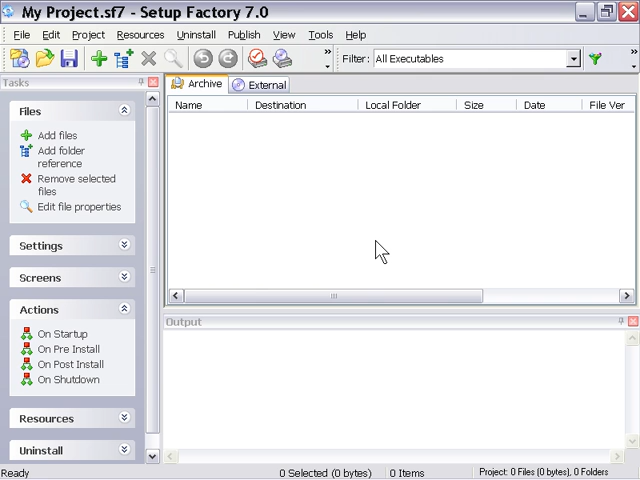 My Project.sf7 - Setup Factory 7.0
File Edit Project Resources Uninstall Publish View Tools Help
Filter: All Executables
Tasks
Archive External
Files
Name Destination Local Folder Size Date File Ver
Add files
Add folder
reference
Remove selected
files
Edit file properties
Settings
Screens
Actions
On Startup
On Pre Install
On Post Install
On Shutdown
Resources
Uninstall
Output
Ready 0 Selected (0 bytes) 0 Items Project: 0 Files (0 bytes), 0 Folders